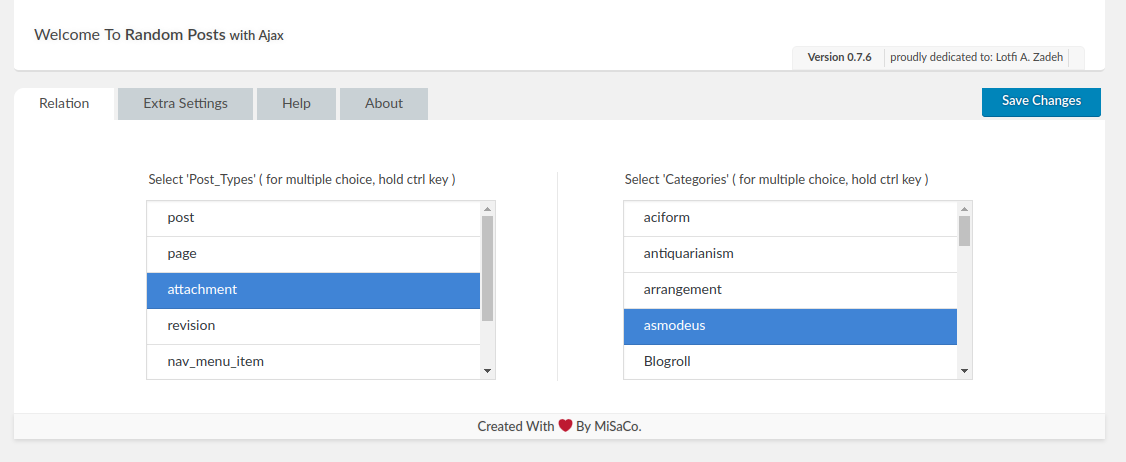 Welcome To Random Posts with Ajax
Version 0.7.6 proudly dedicated to: Lotfi A. Zadeh
Relation Extra Settings Help About Save Changes
Select 'Post_Types' ( for multiple choice, hold ctrl key )
post
page
attachment
revision
nav_menu_item
Select 'Categories' ( for multiple choice, hold ctrl key )
aciform
antiquarianism
arrangement
asmodeus
Blogroll
Created With ❤ By MiSaCo.